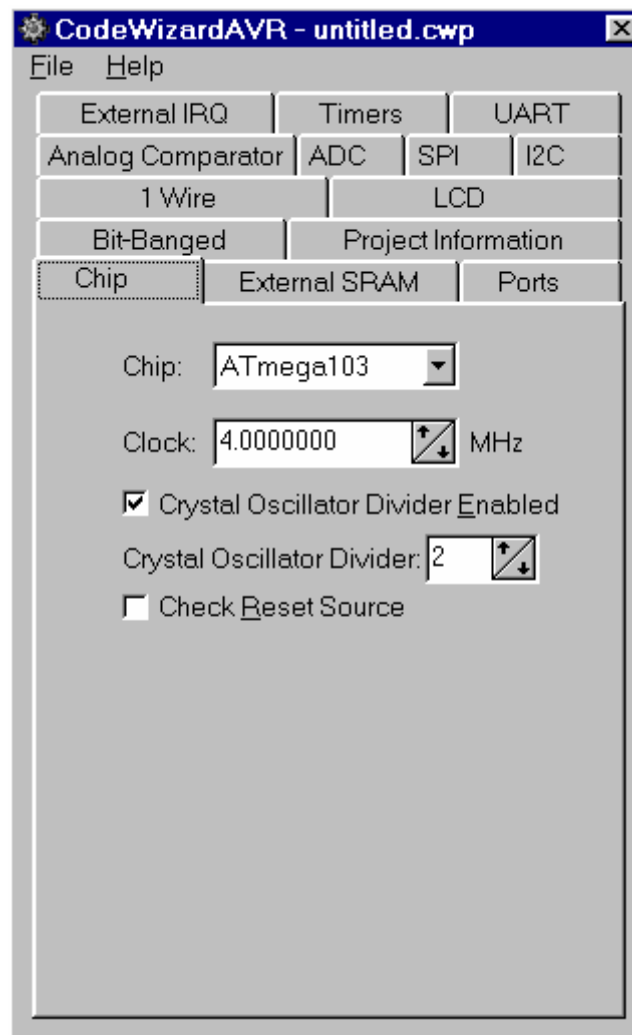 CodeWizardAVR - untitled.cwp
File Help
External IRQ Timers UART
Analog Comparator ADC SPI I2C
1 Wire LCD
Bit-Banged Project Information
Chip External SRAM Ports
Chip: ATmega103
Clock: 4.0000000 MHz
Crystal Oscillator Divider Enabled
Crystal Oscillator Divider: 2
Check Reset Source